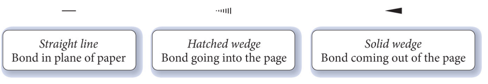 Straight line
Bond in plane of paper
Hatched wedge
Bond going into the page
Solid wedge
Bond coming out of the page